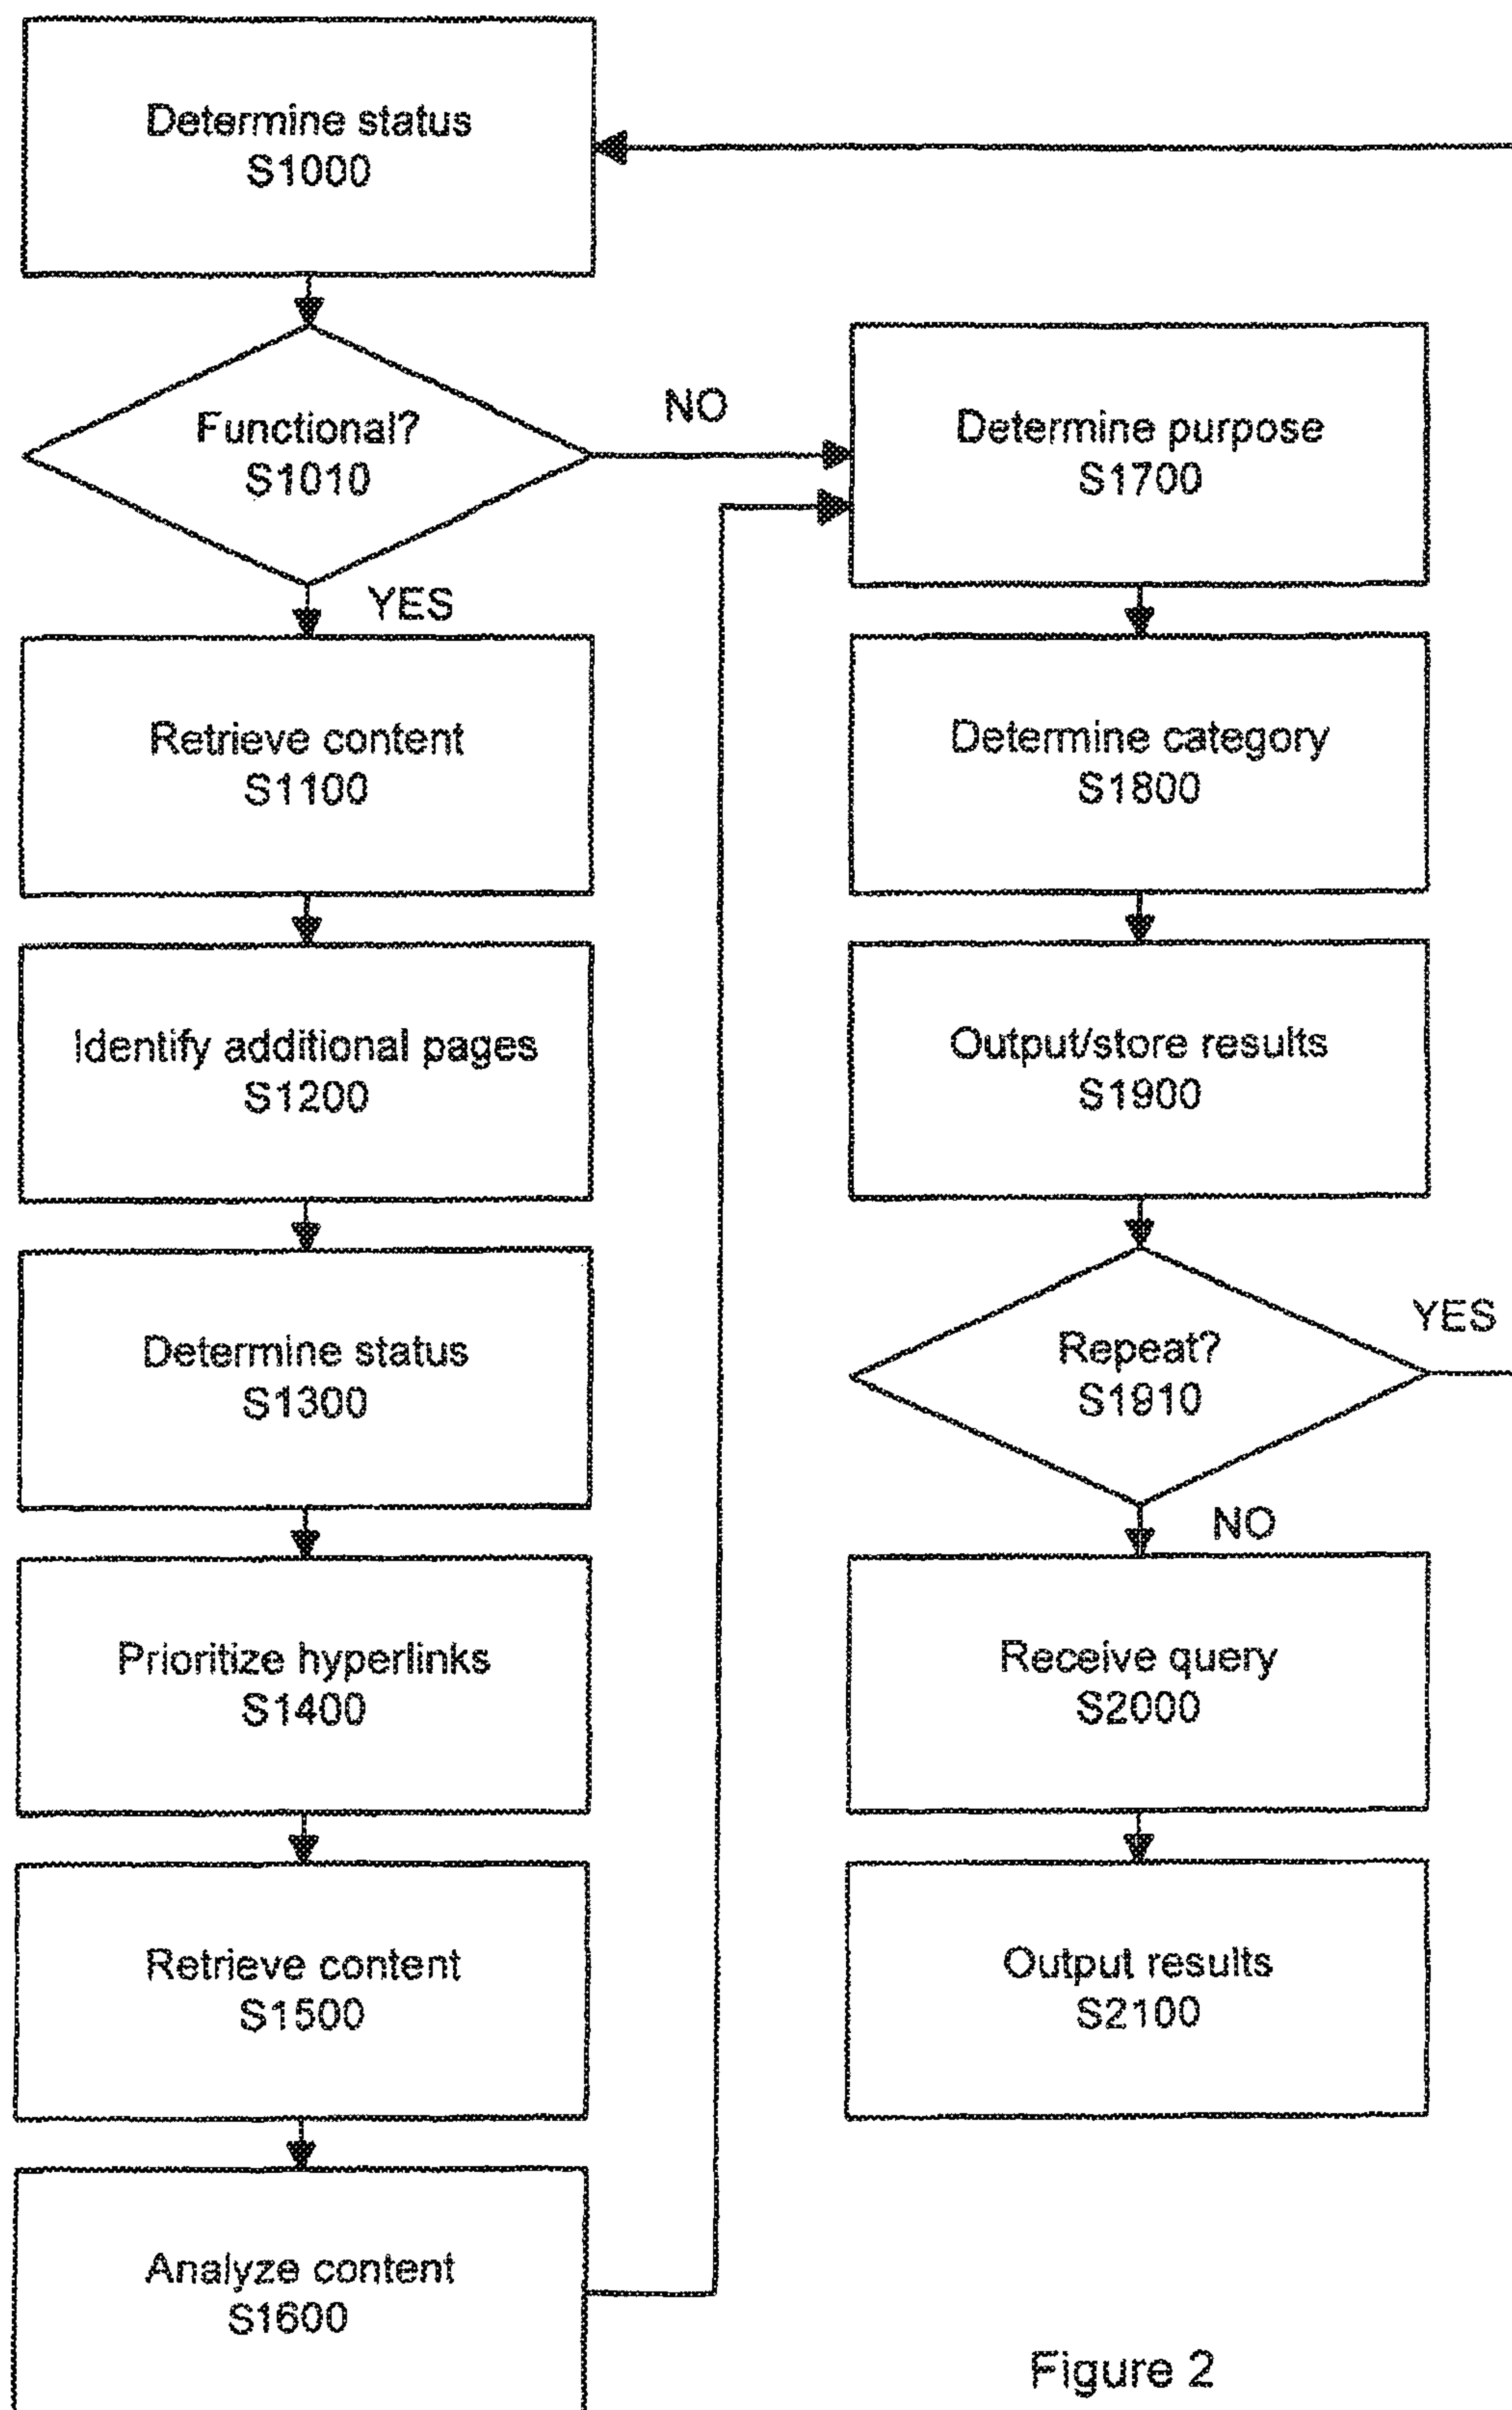 Determine status
S1000
Functional?
S1010
NO
YES
Retrieve content
S1100
Identify additional pages
S1200
Determine status
S1300
Prioritize hyperlinks
S1400
Retrieve content
S1500
Analyze content
S1600
Determine purpose
S1700
Determine category
S1800
Output/store results
S1900
Repeat?
S1910
YES
NO
Receive query
S2000
Output results
S2100
Figure 2